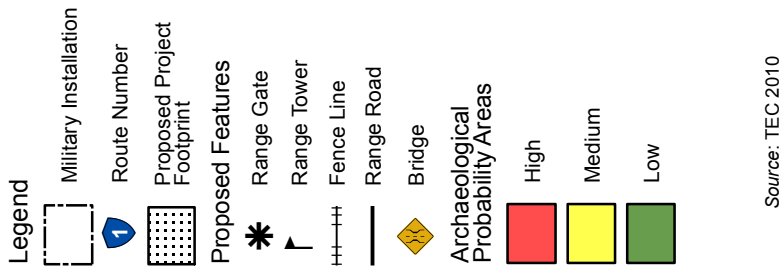 Legend
Military Installation
1
Route Number
Proposed Project
Footprint
Proposed Features
Range Gate
Range Tower
Fence Line
Range Road
Bridge
Archaeological
Probability Areas
High
Medium
Low
Source: TEC 2010